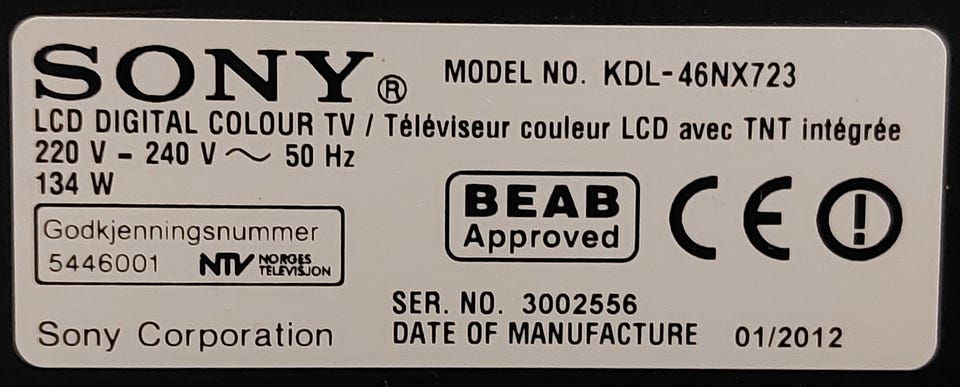 SONY®
MODEL NO. KDL-46NX723
LCD DIGITAL COLOUR TV / Téléviseur couleur LCD avec TNT intégrée
220 V - 240 V ～ 50 Hz
134 W
BEAB
Approved
CE
Godkjenningsnummer
5446001
NTV NORGES TELEVISJON
SER. NO. 3002556
DATE OF MANUFACTURE 01/2012
Sony Corporation